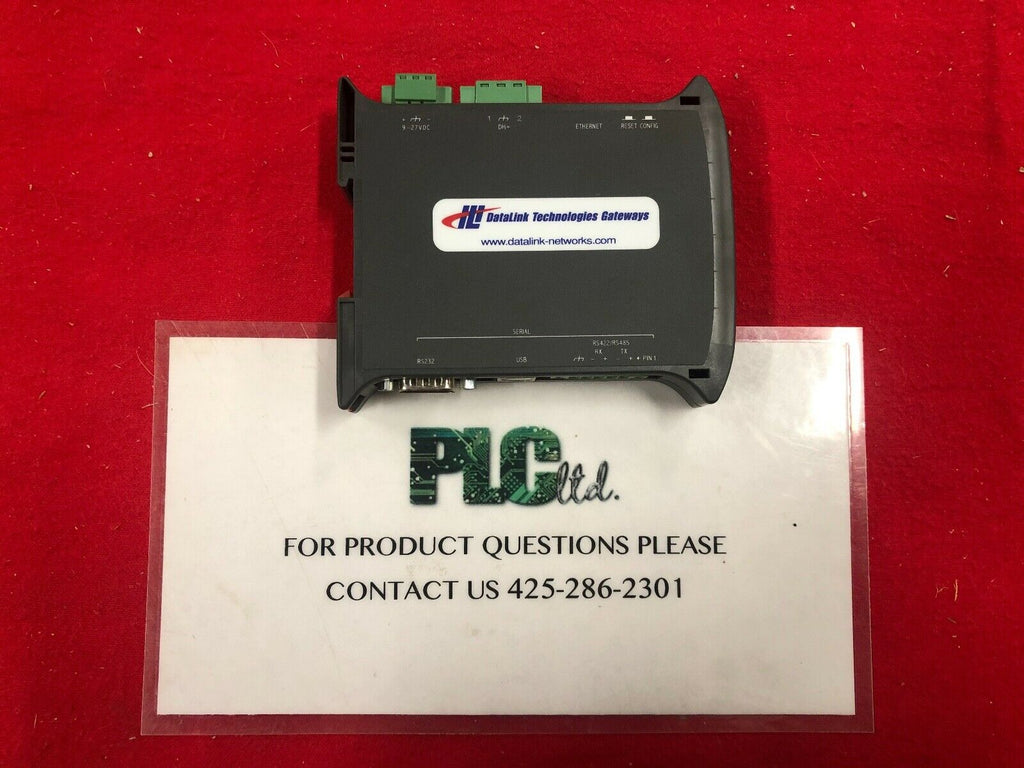 + -
9-27VDC
1 2
DH+
ETHERNET
RESET CONFIG
DataLink Technologies Gateways
www.datalink-networks.com
SERIAL
RS422/RS485
RX TX
RS232
USB
- + - + ◂ PIN 1
PLC ltd.
FOR PRODUCT QUESTIONS PLEASE
CONTACT US 425-286-2301